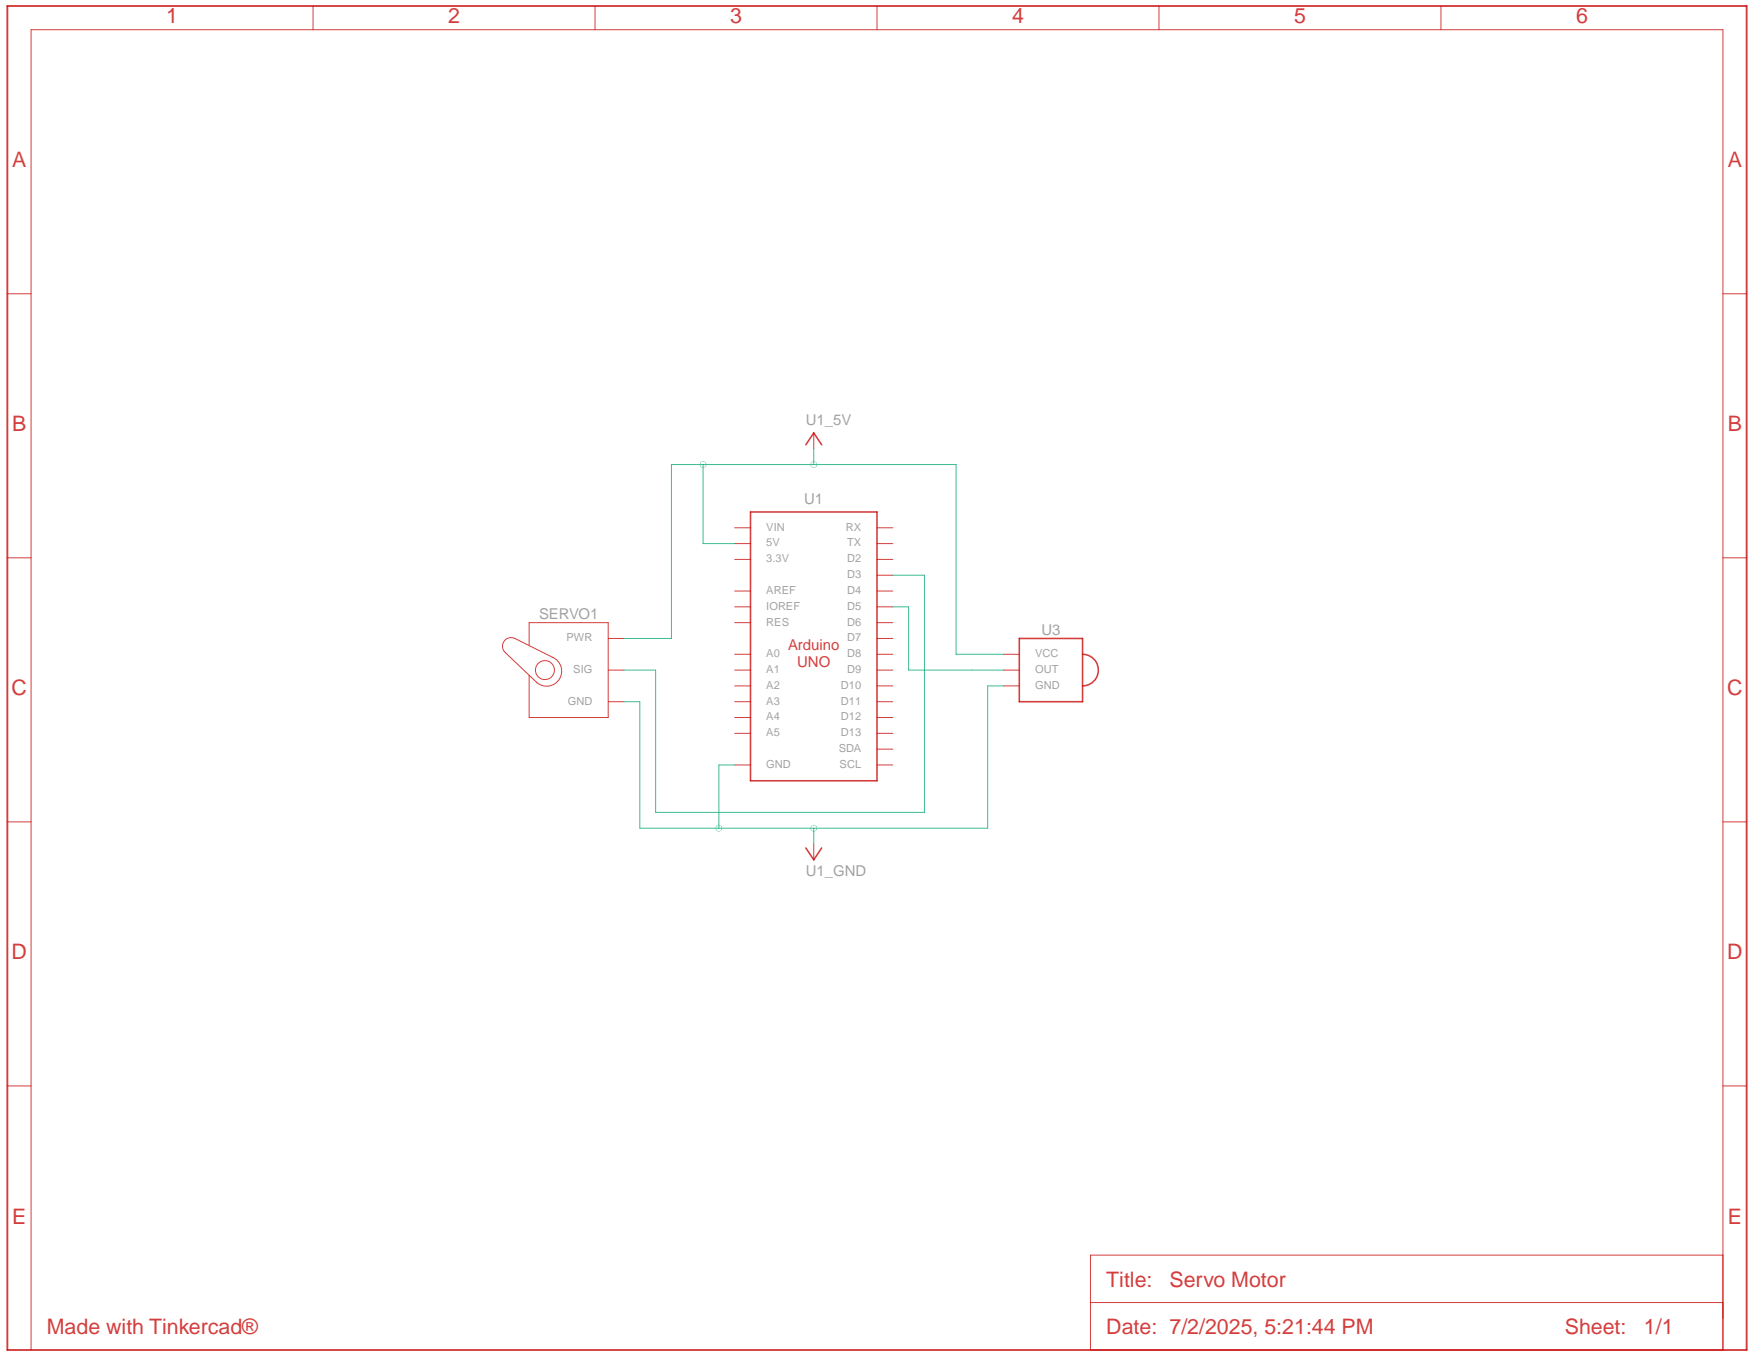 1 2 3 4 5 6
A A
B B
U1_5V
U1
VIN RX
5V TX
3.3V D2
D3
AREF D4
IOREF D5
RES D6
D7
A0 D8
A1 D9
A2 D10
A3 D11
A4 D12
A5 D13
SDA
GND SCL
Arduino
UNO
SERVO1
PWR
SIG
GND
U3
VCC
OUT
GND
C C
U1_GND
D D
E E
Title: Servo Motor
Made with Tinkercad®
Date: 7/2/2025, 5:21:44 PM Sheet: 1/1